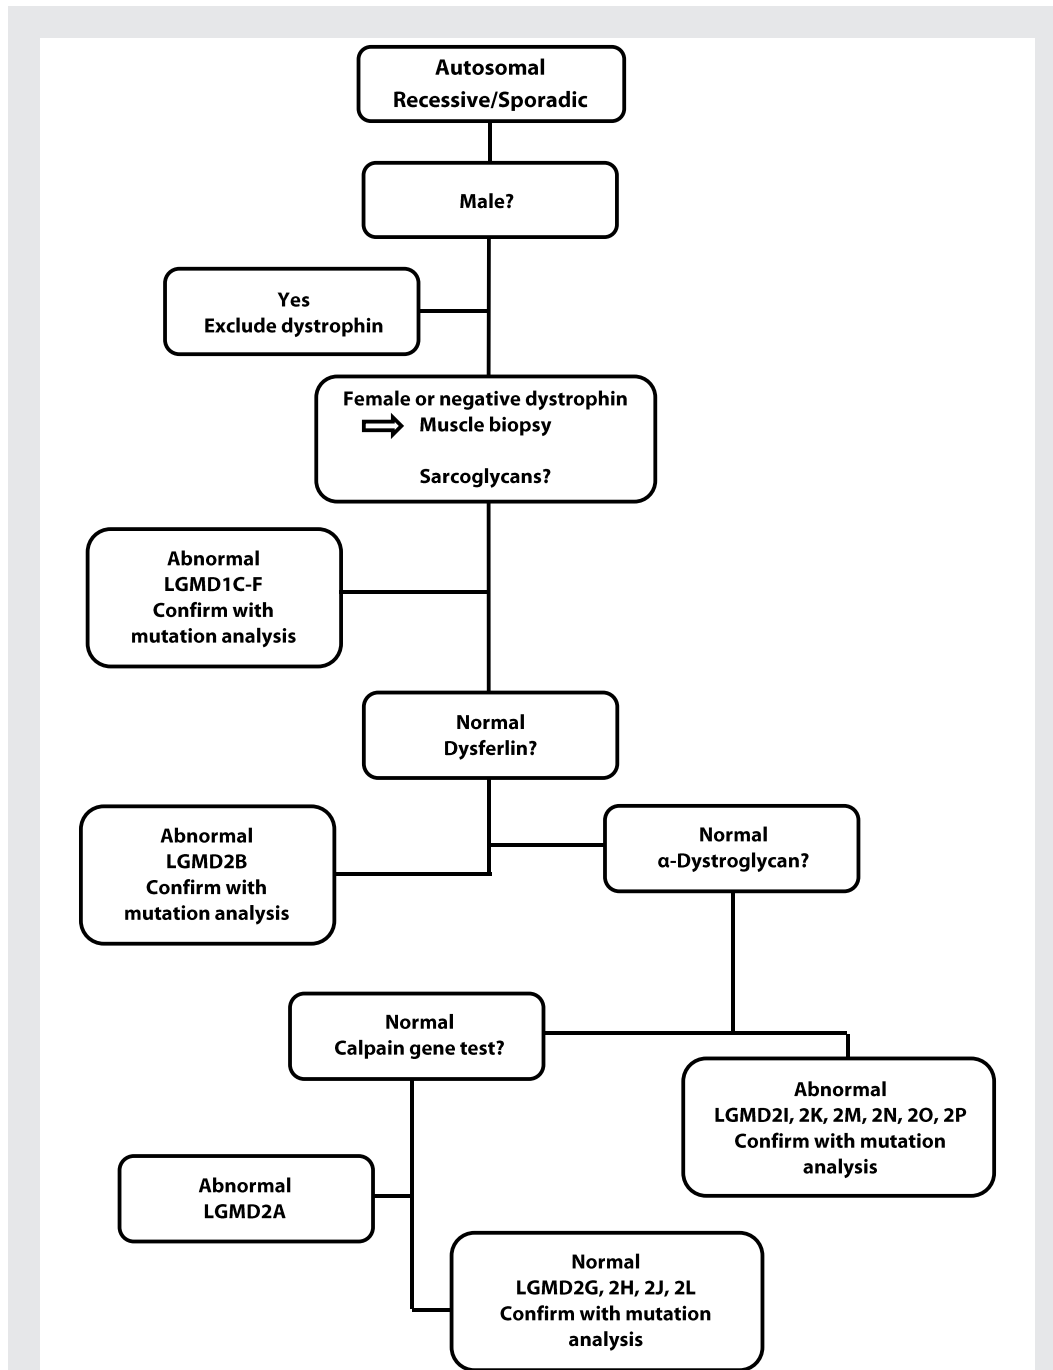 Autosomal
Recessive/Sporadic
Male?
Yes
Exclude dystrophin
Female or negative dystrophin
Muscle biopsy
Sarcoglycans?
Abnormal
LGMD1C-F
Confirm with
mutation analysis
Normal
Dysferlin?
Abnormal
LGMD2B
Confirm with
mutation analysis
Normal
α-Dystroglycan?
Normal
Calpain gene test?
Abnormal
LGMD2I, 2K, 2M, 2N, 2O, 2P
Confirm with mutation
analysis
Abnormal
LGMD2A
Normal
LGMD2G, 2H, 2J, 2L
Confirm with mutation
analysis